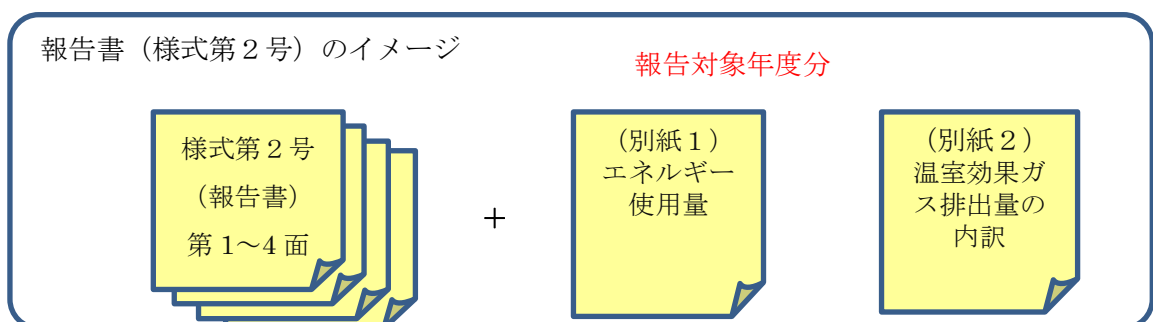 報告書（様式第２号）のイメージ
報告対象年度分
様式第２号
（報告書）
第 1～4 面
＋
（別紙１）
エネルギー
使用量
（別紙２）
温室効果ガ
ス排出量の
内訳